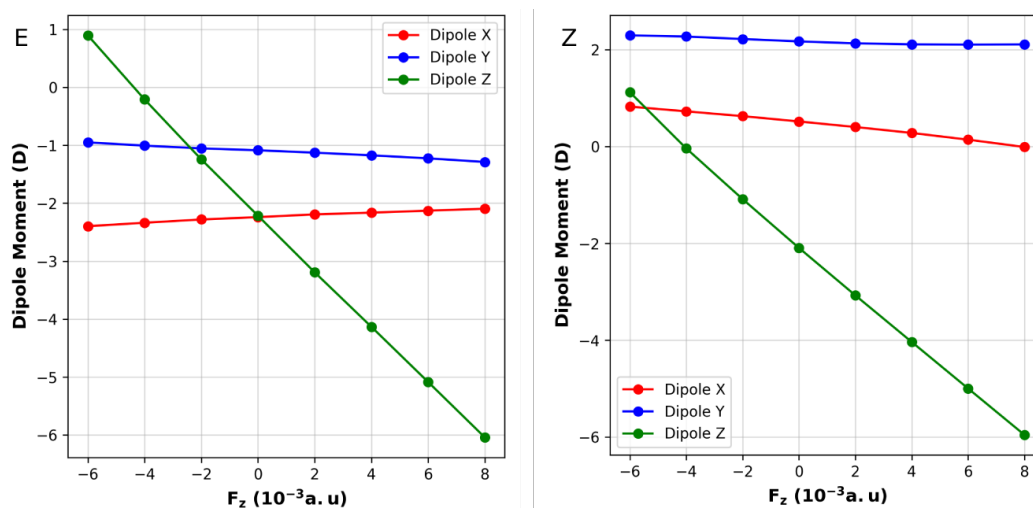 E
Dipole Moment (D)
1
0
−1
−2
−3
−4
−5
−6
Dipole X
Dipole Y
Dipole Z
−6 −4 −2 0 2 4 6 8
F_z (10⁻³a.u)
Z
Dipole Moment (D)
2
0
−2
−4
−6
Dipole X
Dipole Y
Dipole Z
−6 −4 −2 0 2 4 6 8
F_z (10⁻³a.u)